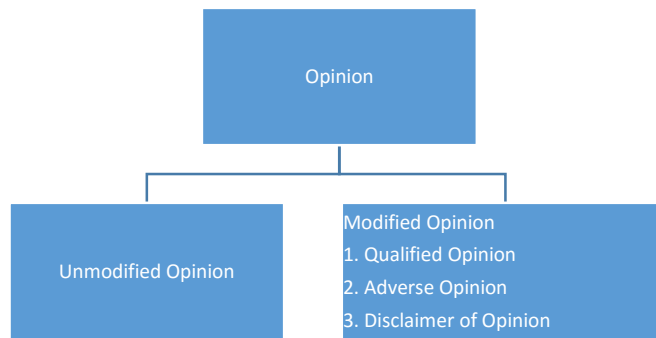 Opinion
Unmodified Opinion
Modified Opinion
1. Qualified Opinion
2. Adverse Opinion
3. Disclaimer of Opinion